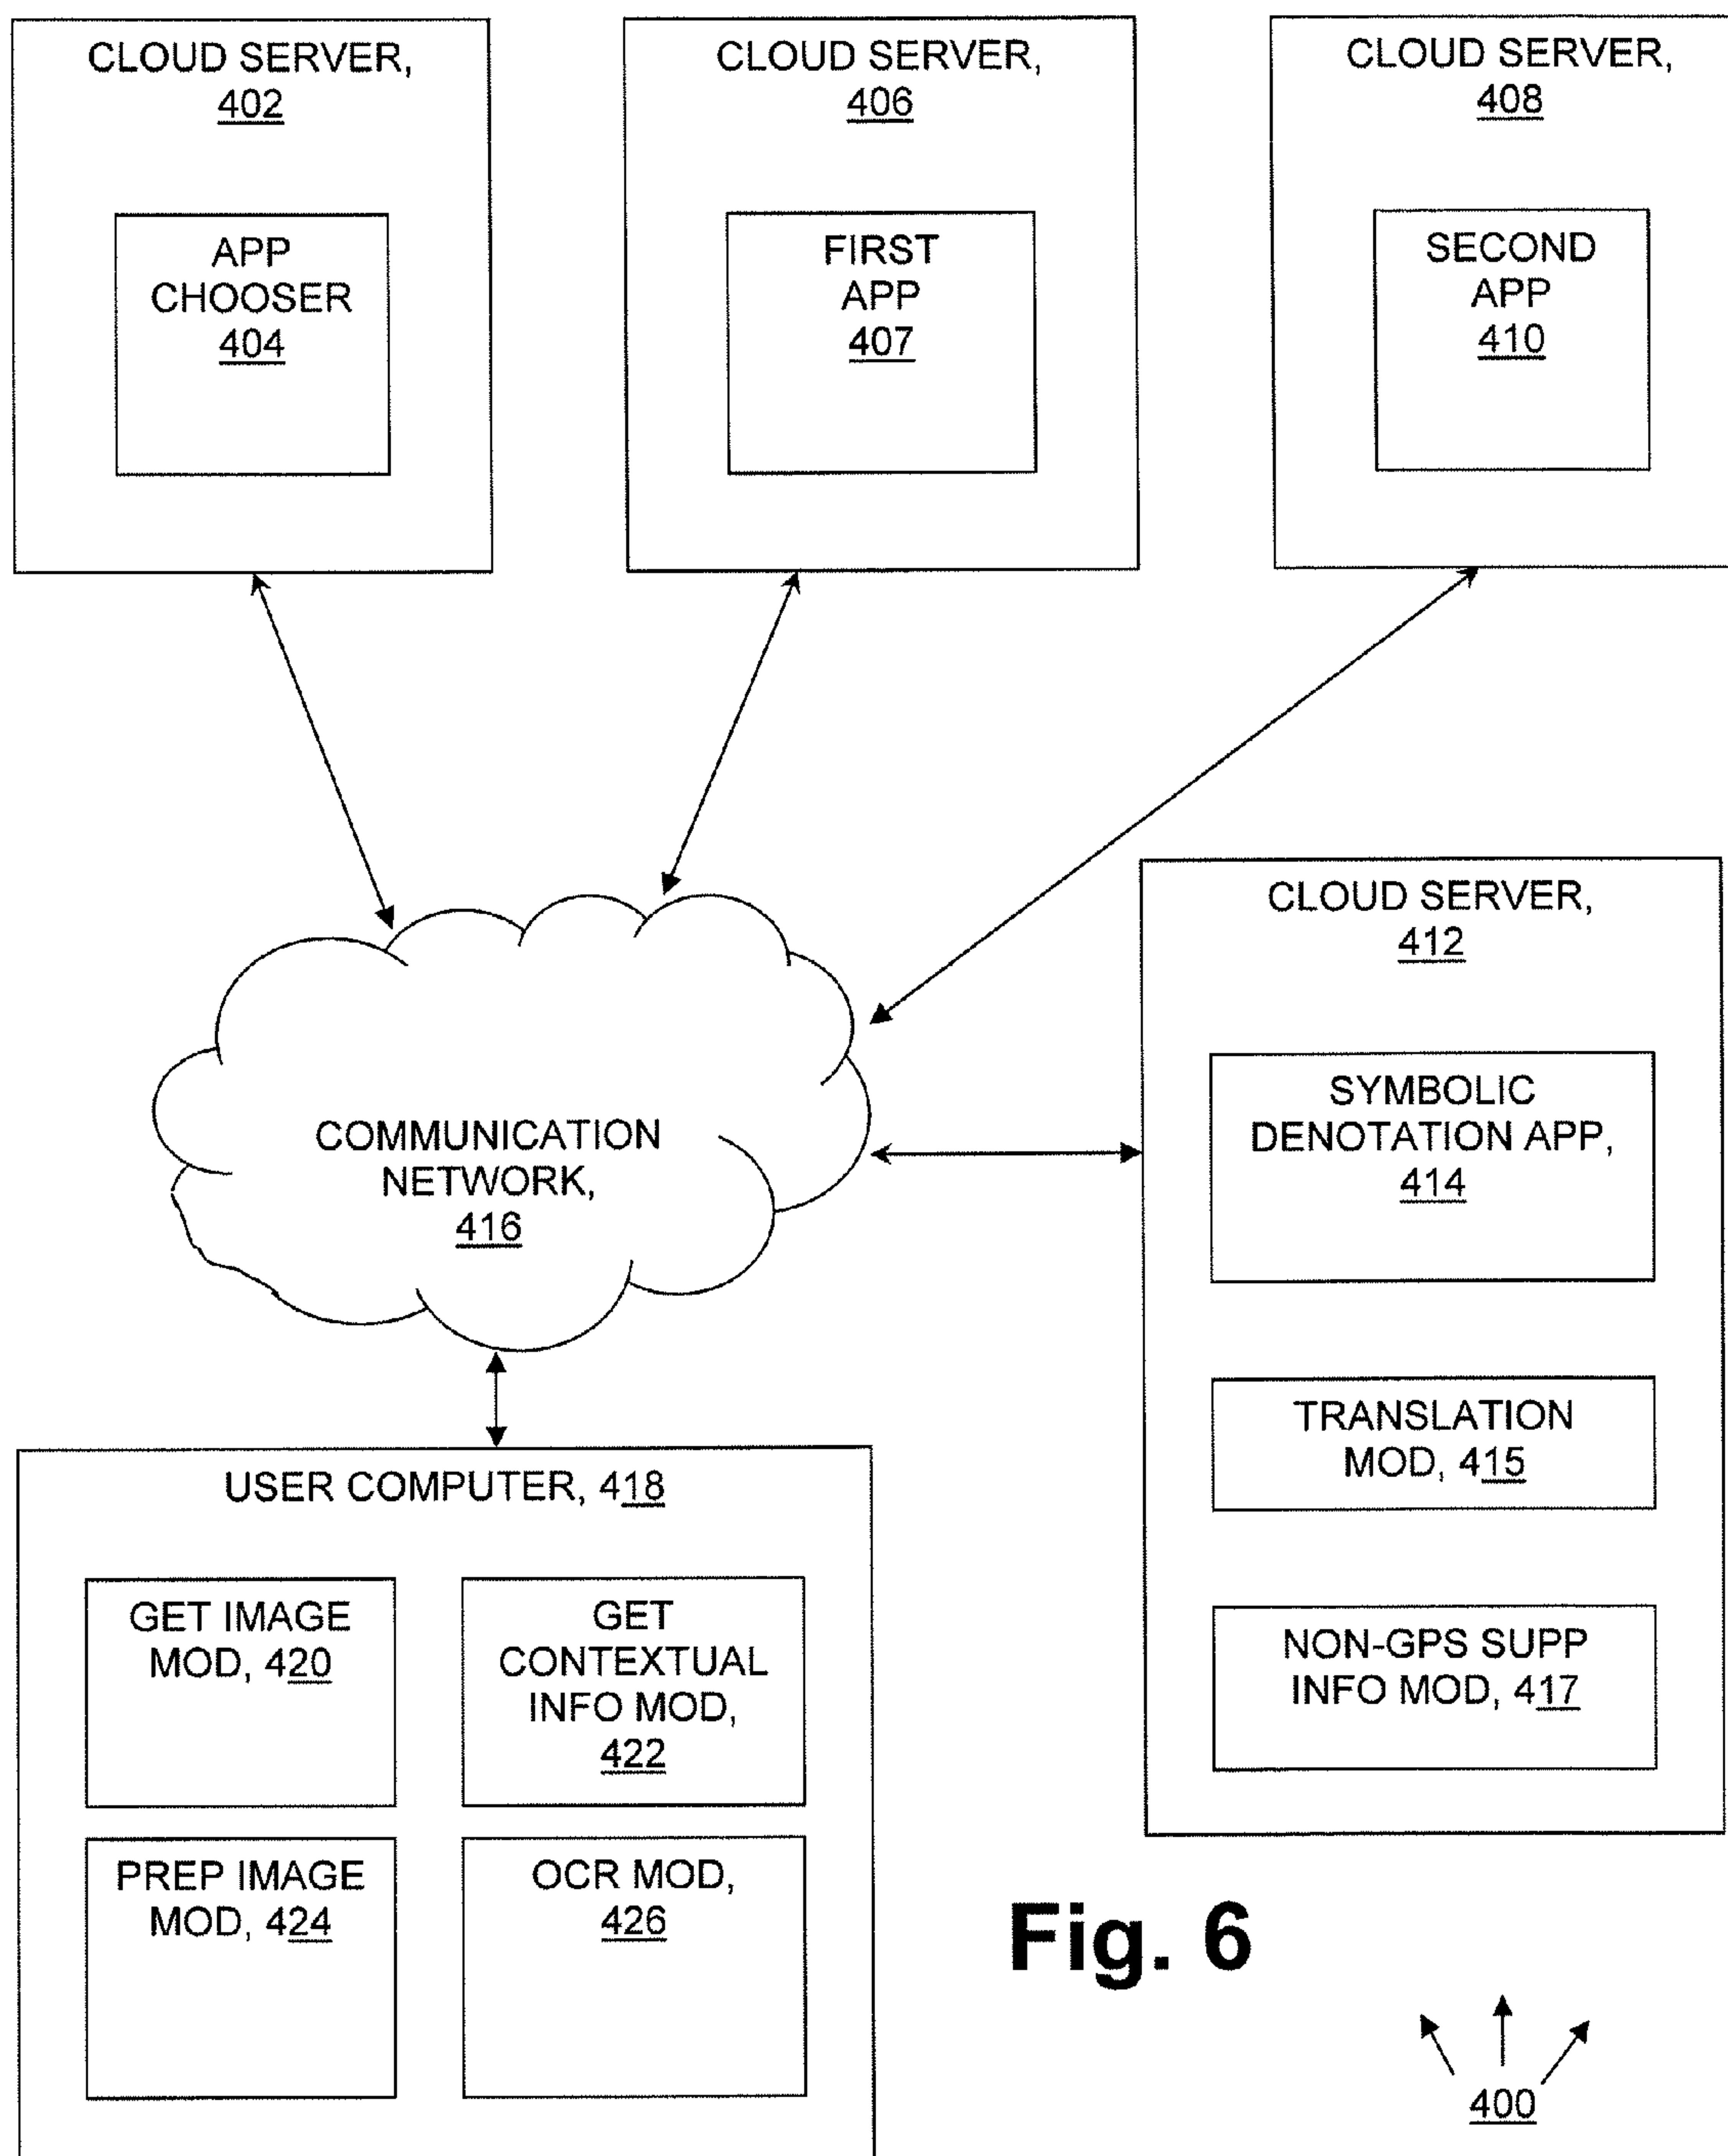 CLOUD SERVER,
402
APP
CHOOSER
404
CLOUD SERVER,
406
FIRST
APP
407
CLOUD SERVER,
408
SECOND
APP
410
COMMUNICATION
NETWORK,
416
CLOUD SERVER,
412
SYMBOLIC
DENOTATION APP,
414
TRANSLATION
MOD, 415
NON-GPS SUPP
INFO MOD, 417
USER COMPUTER, 418
GET IMAGE
MOD, 420
GET
CONTEXTUAL
INFO MOD,
422
PREP IMAGE
MOD, 424
OCR MOD,
426
Fig. 6
400